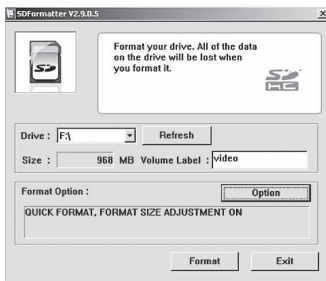 SDFormatter V2.9.0.5
Format your drive. All of the data
on the drive will be lost when
you format it.
SD
SD
HC
Drive : F:\ Refresh
Size : 968 MB Volume Label : video
Format Option : Option
QUICK FORMAT, FORMAT SIZE ADJUSTMENT ON
Format Exit